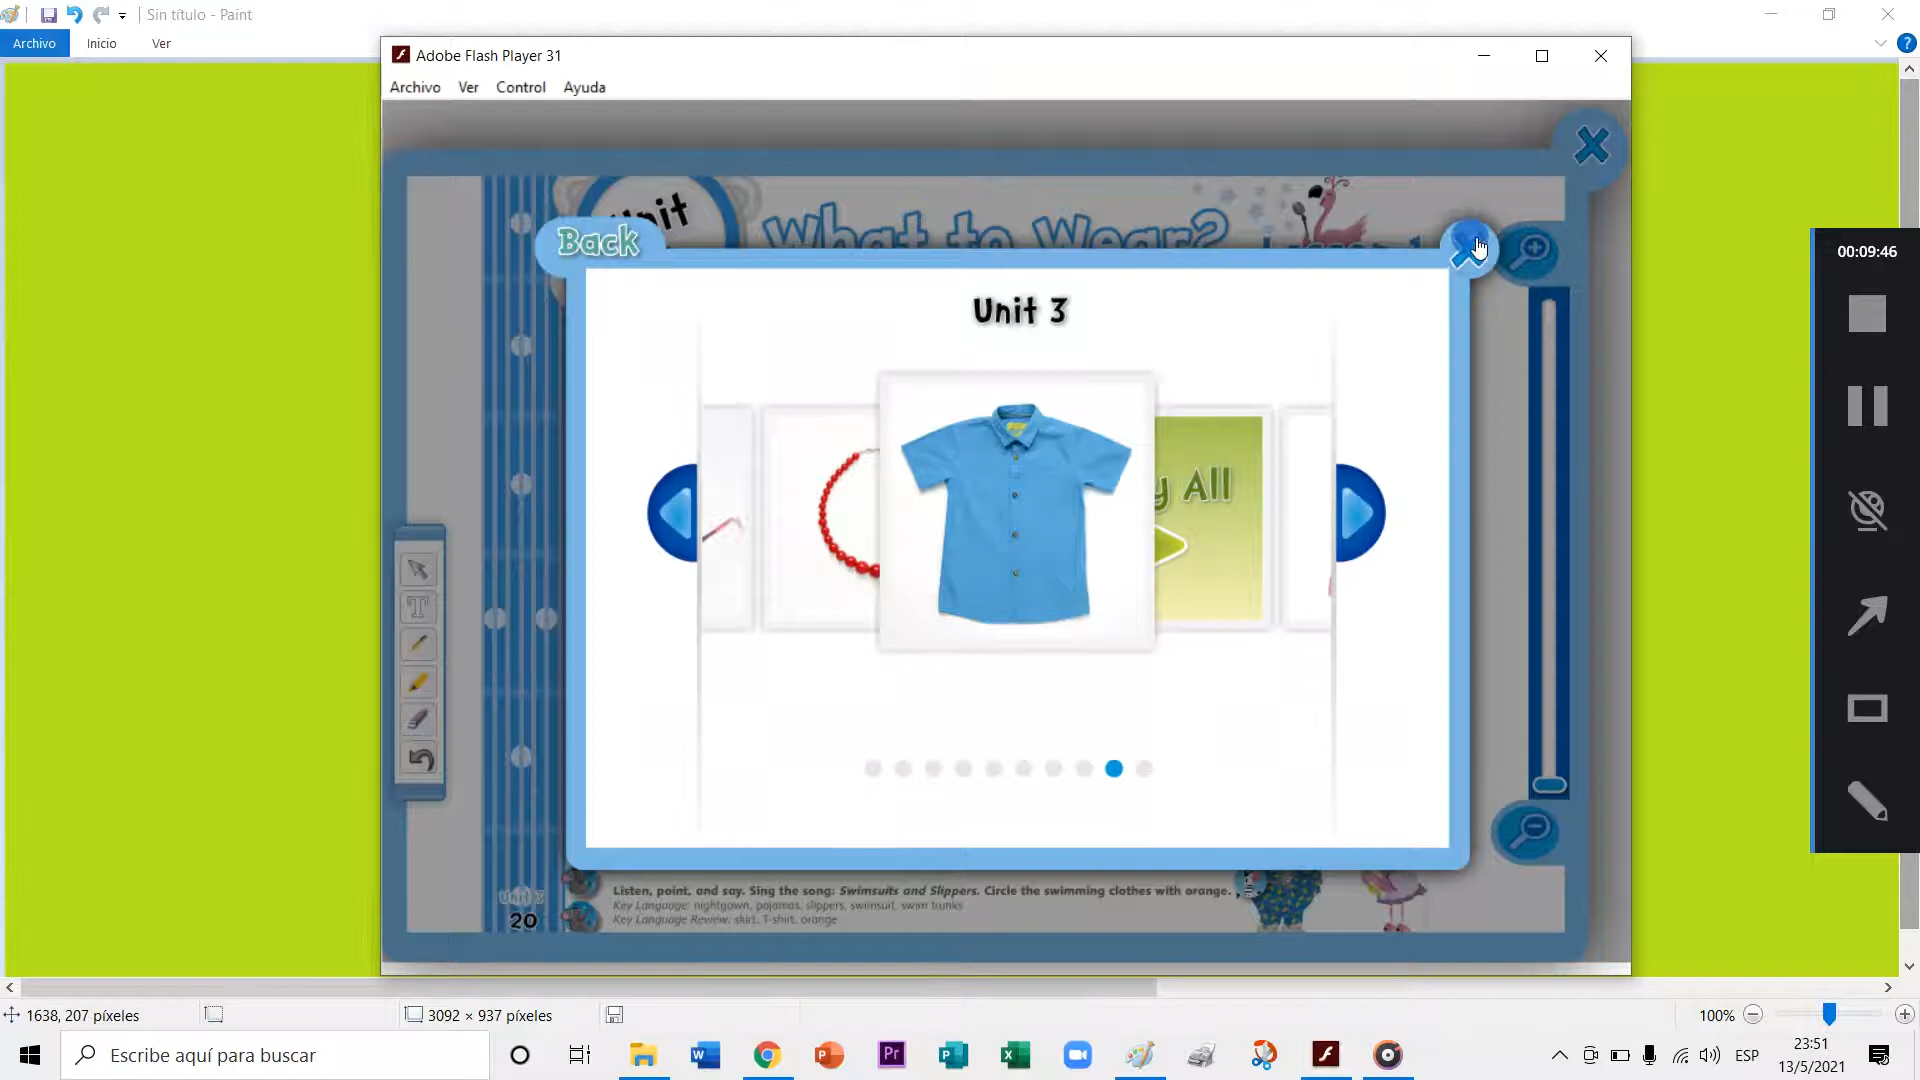 Sin título - Paint
Archivo Inicio Ver
Adobe Flash Player 31
Archivo Ver Control Ayuda
Unit
What to Wear?
Back
00:09:46
Unit 3
All
Listen, point, and say. Sing the song: Swimsuits and Slippers. Circle the swimming clothes with orange.
Key Language: nightgown, pajamas, slippers, swimsuit, swim trunks
Key Language Review: skirt, T-shirt, orange
Unit 3
20
1638, 207 píxeles 3092 × 937 píxeles 100%
Escribe aquí para buscar
ESP
23:51
13/5/2021